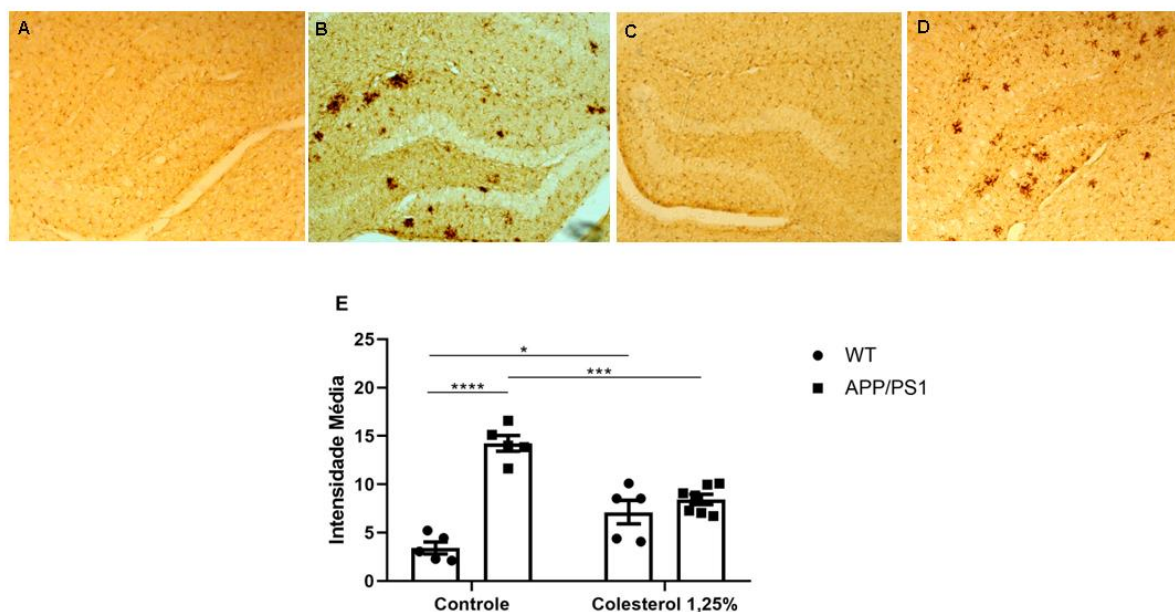 A
B
C
D
E
25
20
15
10
5
0
Intensidade Média
*
****
***
Controle
Colesterol 1,25%
WT
APP/PS1